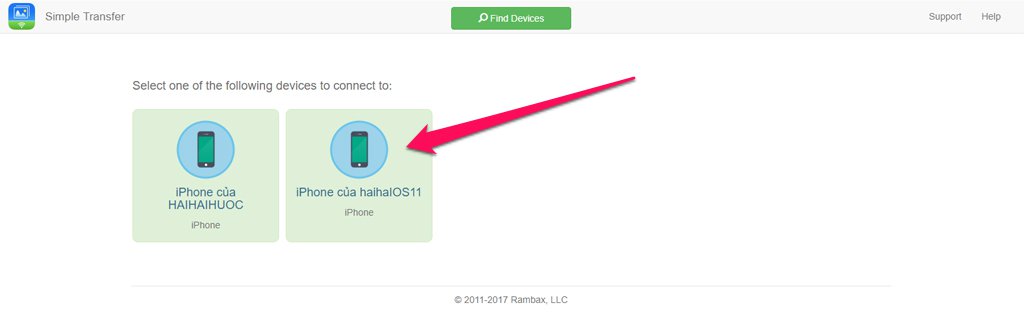 Simple Transfer
Find Devices
Support
Help
Select one of the following devices to connect to:
iPhone của
HAIHAIHUOC
iPhone
iPhone của haihaIOS11
iPhone
© 2011-2017 Rambax, LLC